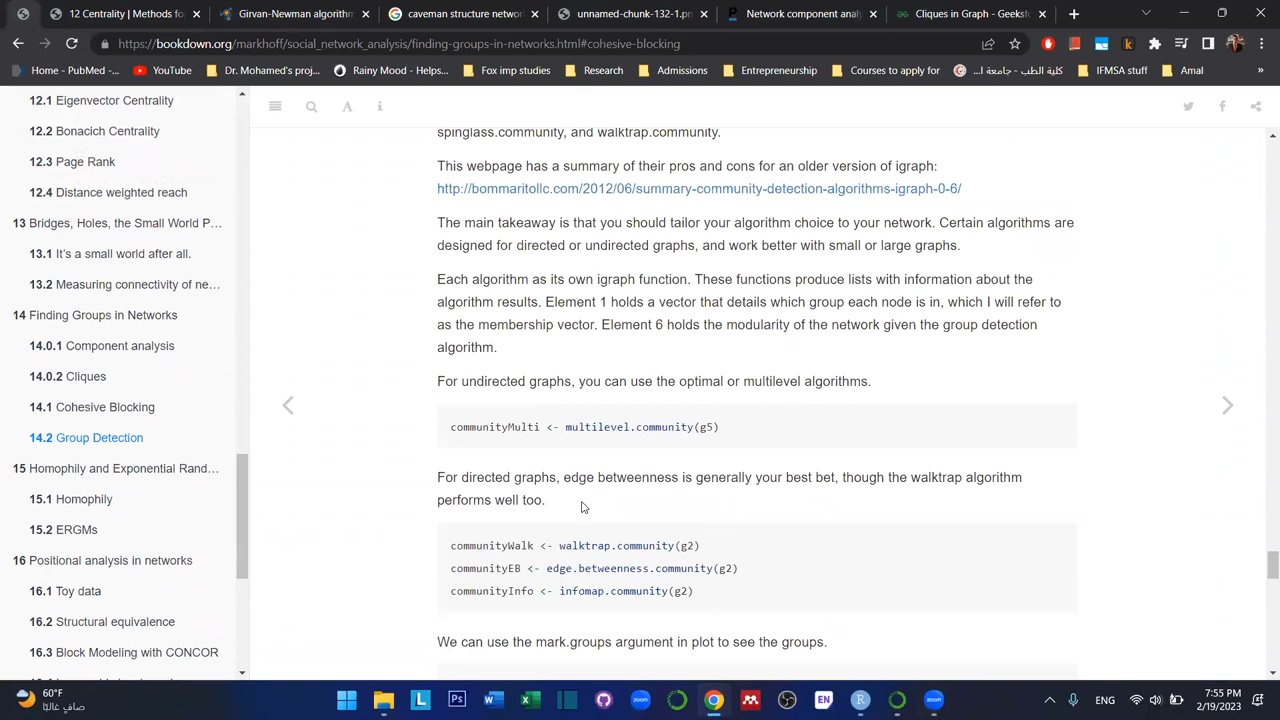 12 2.2 Community | Methods fo
Girvan-Newman algorithm
caveman structure network
unnamed-chunk-132-1.pn
Network component analy
Cliques in Graph - Geeksfo
https://bookdown.org/markhoff/social_network_analysis/finding-groups-in-networks.html#cohesive-blocking
Home - PubMed -...
YouTube
Dr. Mohamed's proj...
Rainy Mood - Helps...
Fox imp studies
Research
Admissions
Entrepreneurship
Courses to apply for
كلية الطب - جامعة ا...
IFMSA stuff
Amal
12.1 Eigenvector Centrality
12.2 Bonacich Centrality
12.3 Page Rank
12.4 Distance weighted reach
13 Bridges, Holes, the Small World P...
13.1 It's a small world after all.
13.2 Measuring connectivity of ne...
14 Finding Groups in Networks
14.0.1 Component analysis
14.0.2 Cliques
14.1 Cohesive Blocking
14.2 Group Detection
15 Homophily and Exponential Rand...
15.1 Homophily
15.2 ERGMs
16 Positional analysis in networks
16.1 Toy data
16.2 Structural equivalence
16.3 Block Modeling with CONCOR
spinglass.community, and walktrap.community.
This webpage has a summary of their pros and cons for an older version of igraph:
http://bommaritollc.com/2012/06/summary-community-detection-algorithms-igraph-0-6/
The main takeaway is that you should tailor your algorithm choice to your network. Certain algorithms are
designed for directed or undirected graphs, and work better with small or large graphs.
Each algorithm as its own igraph function. These functions produce lists with information about the
algorithm results. Element 1 holds a vector that details which group each node is in, which I will refer to
as the membership vector. Element 6 holds the modularity of the network given the group detection
algorithm.
For undirected graphs, you can use the optimal or multilevel algorithms.
communityMulti <- multilevel.community(g5)
For directed graphs, edge betweenness is generally your best bet, though the walktrap algorithm
performs well too.
communityWalk <- walktrap.community(g2)
communityEB <- edge.betweenness.community(g2)
communityInfo <- infomap.community(g2)
We can use the mark.groups argument in plot to see the groups.
60°F
صافٍ غالبًا
ENG
7:55 PM
2/19/2023